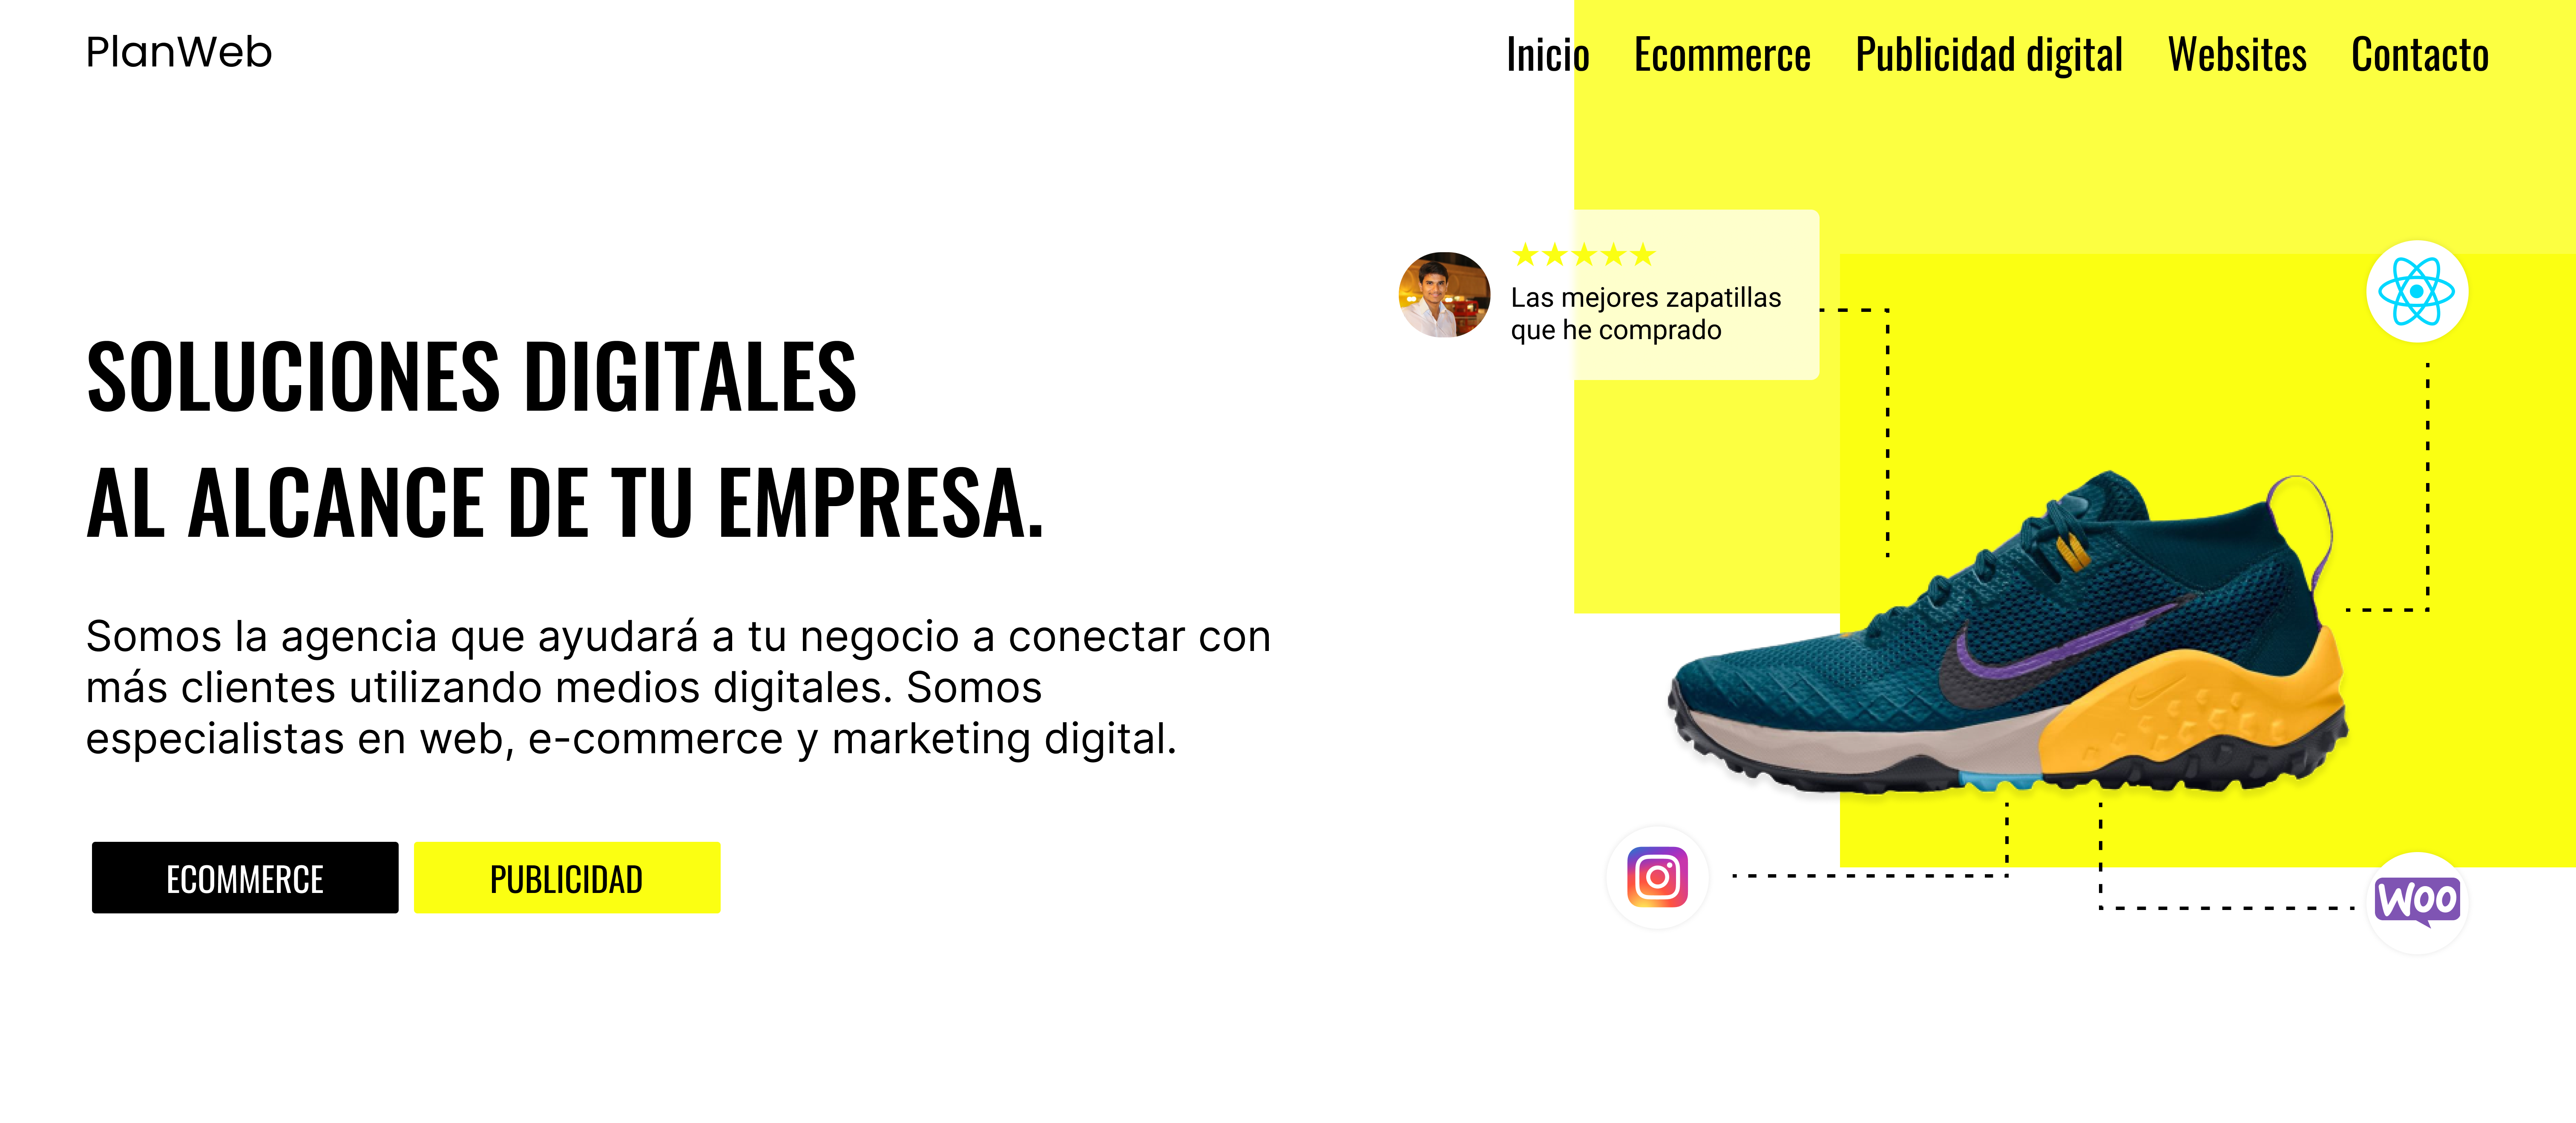 PlanWeb
Inicio Ecommerce Publicidad digital Websites Contacto
Las mejores zapatillas
que he comprado
SOLUCIONES DIGITALES
AL ALCANCE DE TU EMPRESA.
Somos la agencia que ayudará a tu negocio a conectar con
más clientes utilizando medios digitales. Somos
especialistas en web, e-commerce y marketing digital.
ECOMMERCE
PUBLICIDAD
Woo